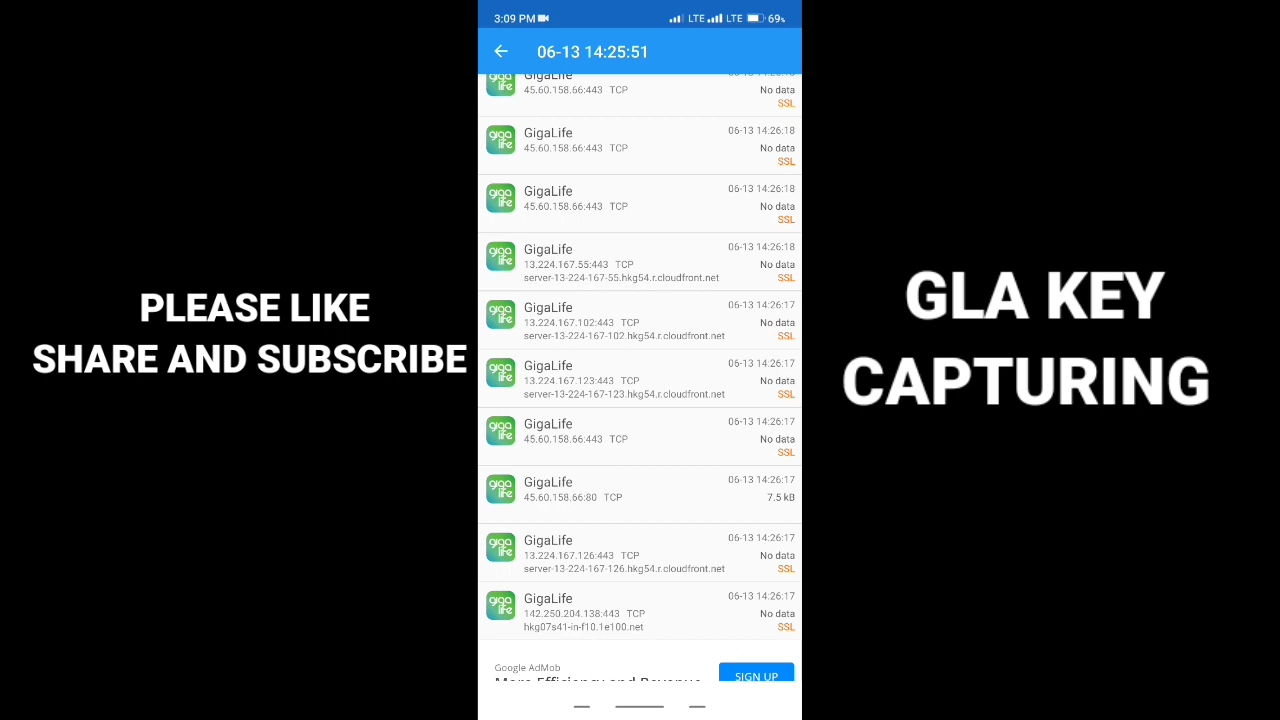 3:09 PM
LTE LTE 69%
06-13 14:25:51
GigaLife
45.60.158.66:443 TCP No data
SSL
GigaLife 06-13 14:26:18
45.60.158.66:443 TCP No data
SSL
GigaLife 06-13 14:26:18
45.60.158.66:443 TCP No data
SSL
GigaLife 06-13 14:26:18
13.224.167.55:443 TCP No data
server-13-224-167-55.hkg54.r.cloudfront.net SSL
GigaLife 06-13 14:26:17
13.224.167.102:443 TCP No data
server-13-224-167-102.hkg54.r.cloudfront.net SSL
GigaLife 06-13 14:26:17
13.224.167.123:443 TCP No data
server-13-224-167-123.hkg54.r.cloudfront.net SSL
GigaLife 06-13 14:26:17
45.60.158.66:443 TCP No data
SSL
GigaLife 06-13 14:26:17
45.60.158.66:80 TCP 7.5 kB
GigaLife 06-13 14:26:17
13.224.167.126:443 TCP No data
server-13-224-167-126.hkg54.r.cloudfront.net SSL
GigaLife 06-13 14:26:17
142.250.204.138:443 TCP No data
hkg07s41-in-f10.1e100.net SSL
Google AdMob
More Efficiency and Revenue
SIGN UP
PLEASE LIKE
SHARE AND SUBSCRIBE
GLA KEY
CAPTURING